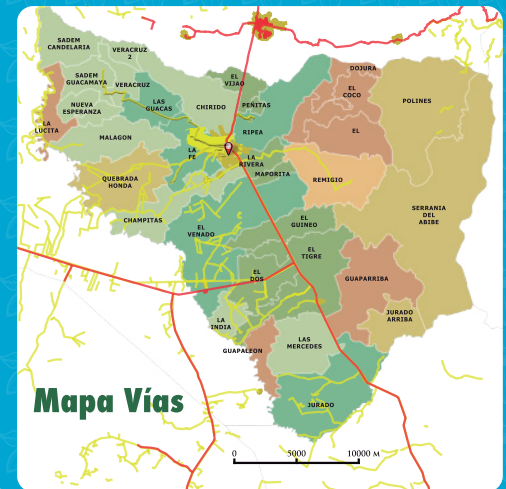 SADEM
CANDELARIA
VERACRUZ
2
DOJURA
SADEM
GUACAMAYA
VERACRUZ
EL
VIJAO
EL
COCO
POLINES
NUEVA
ESPERANZA
LAS
GUACAS
CHIRIDO
PEÑITAS
LA
LUCITA
MALAGON
RIPEA
EL
LA
FE
LA
RIVERA
MAPORITA
QUEBRADA
HONDA
REMIGIO
CHAMPITAS
EL
VENADO
EL
GUINEO
SERRANIA
DEL
ABIBE
EL
TIGRE
EL
DOS
GUAPARRIBA
JURADO
ARRIBA
LA
INDIA
LAS
MERCEDES
GUAPALEON
Mapa Vías
JURADO
0 5000 10000 M